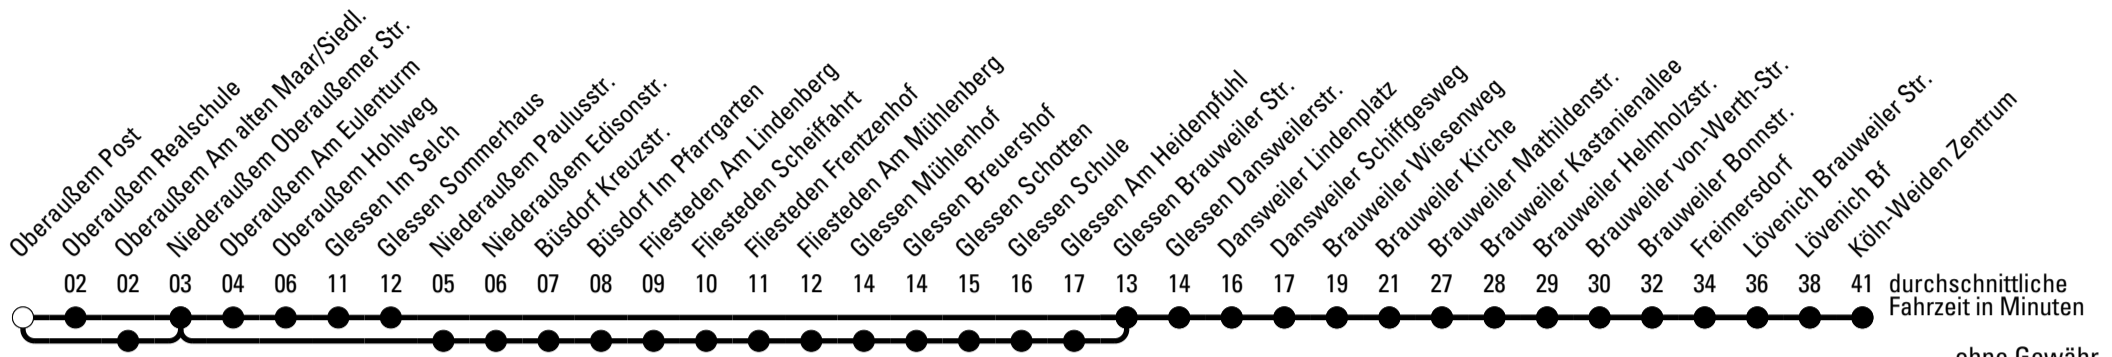 Oberaußem Post
Oberaußem Realschule
Oberaußem Am alten Maar/Siedl.
Niederaußem Oberaußemer Str.
Oberaußem Am Eulenturm
Oberaußem Hohlweg
Glessen Im Selch
Glessen Sommerhaus
Niederaußem Paulusstr.
Niederaußem Edisonstr.
Büsdorf Kreuzstr.
Büsdorf Im Pfarrgarten
Fliesteden Am Lindenberg
Fliesteden Scheiffahrt
Fliesteden Frentzenhof
Fliesteden Am Mühlenberg
Glessen Mühlenhof
Glessen Breuershof
Glessen Schotten
Glessen Schule
Glessen Am Heidenpfuhl
Glessen Brauweiler Str.
Glessen Dansweilerstr.
Dansweiler Lindenplatz
Dansweiler Schiffgesweg
Brauweiler Wiesenweg
Brauweiler Kirche
Brauweiler Mathildenstr.
Brauweiler Kastanienallee
Brauweiler Helmholzstr.
Brauweiler von-Werth-Str.
Brauweiler Bonnstr.
Freimersdorf
Lövenich Brauweiler Str.
Lövenich Bf
Köln-Weiden Zentrum
02 02 03 04 06 11 12 05 06 07 08 09 10 11 12 14 14 15 16 17 13 14 16 17 19 21 27 28 29 30 32 34 36 38 41 durchschnittliche
Fahrzeit in Minuten
ohne Gewähr